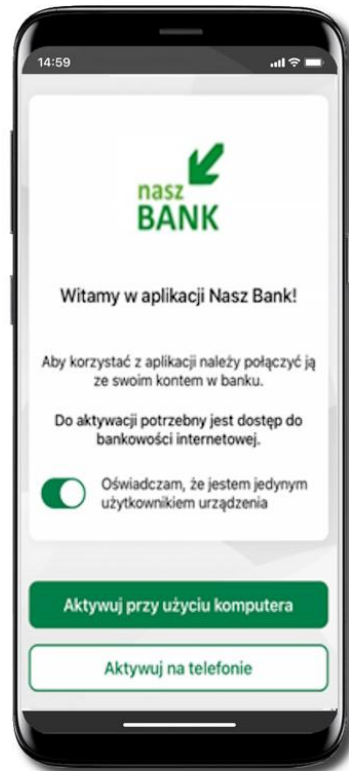 14:59
nasz
BANK
Witamy w aplikacji Nasz Bank!
Aby korzystać z aplikacji należy połączyć ją
ze swoim kontem w banku.
Do aktywacji potrzebny jest dostęp do
bankowości internetowej.
Oświadczam, że jestem jedynym
użytkownikiem urządzenia
Aktywuj przy użyciu komputera
Aktywuj na telefonie